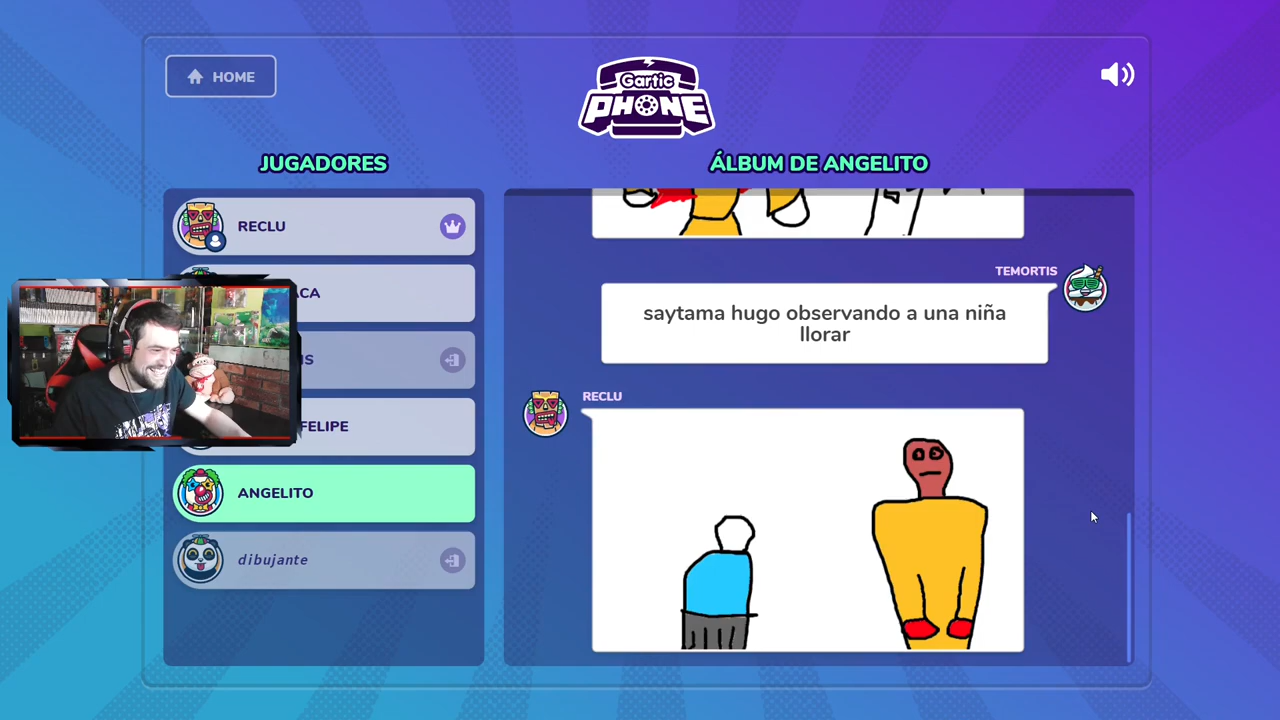 HOME
Gartic
PHONE
JUGADORES
ÁLBUM DE ANGELITO
RECLU
FELIPE
ANGELITO
dibujante
TEMORTIS
saytama hugo observando a una niña
llorar
RECLU